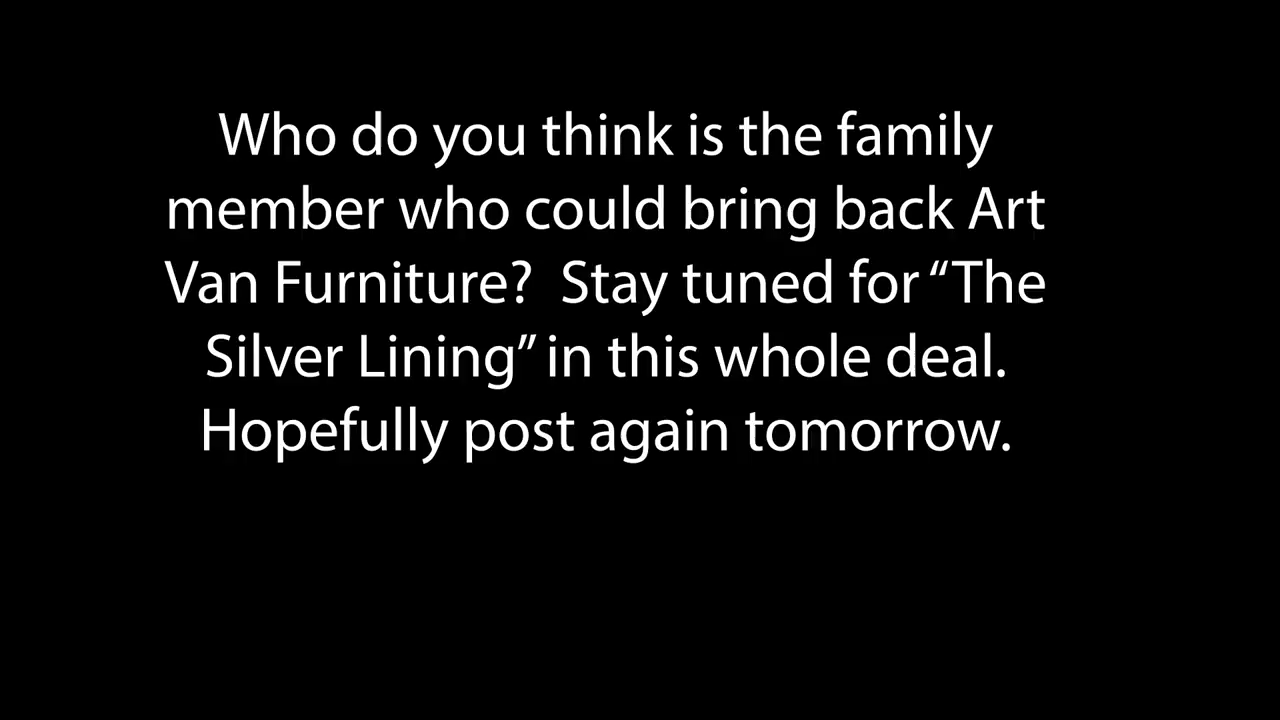 Who do you think is the family
member who could bring back Art
Van Furniture?  Stay tuned for “The
Silver Lining” in this whole deal.
Hopefully post again tomorrow.